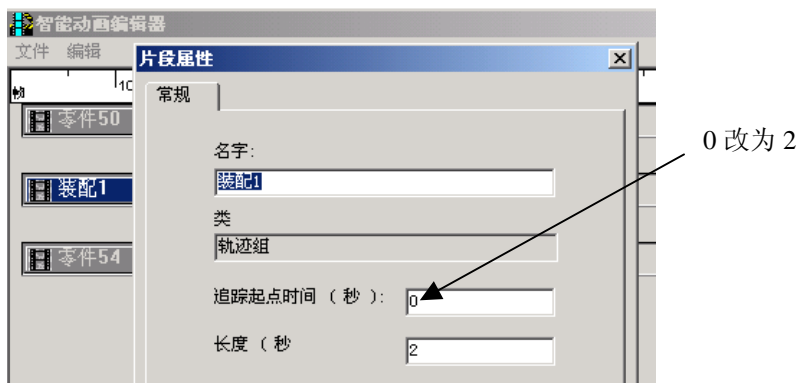 智能动画编辑器
文件 编辑
片段属性
帧 10
常规
零件50
名字:
装配1
装配1
类
轨迹组
零件54
追踪起点时间 （ 秒 ）: 0
长度 （ 秒 2
0 改为 2